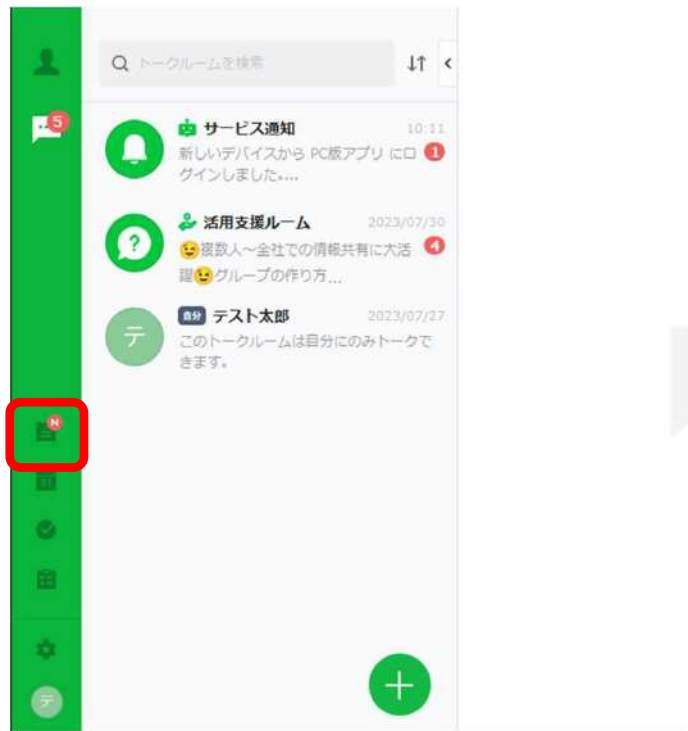 トークルームを検索
5
サービス通知
10:11
新しいデバイスから PC版アプリ にロ
グインしました....
1
活用支援ルーム
2023/07/30
😉複数人~全社での情報共有に大活
躍😀グループの作り方...
4
自分 テスト太郎
2023/07/27
テ
このトークルームは自分にのみトークで
きます。
N
テ